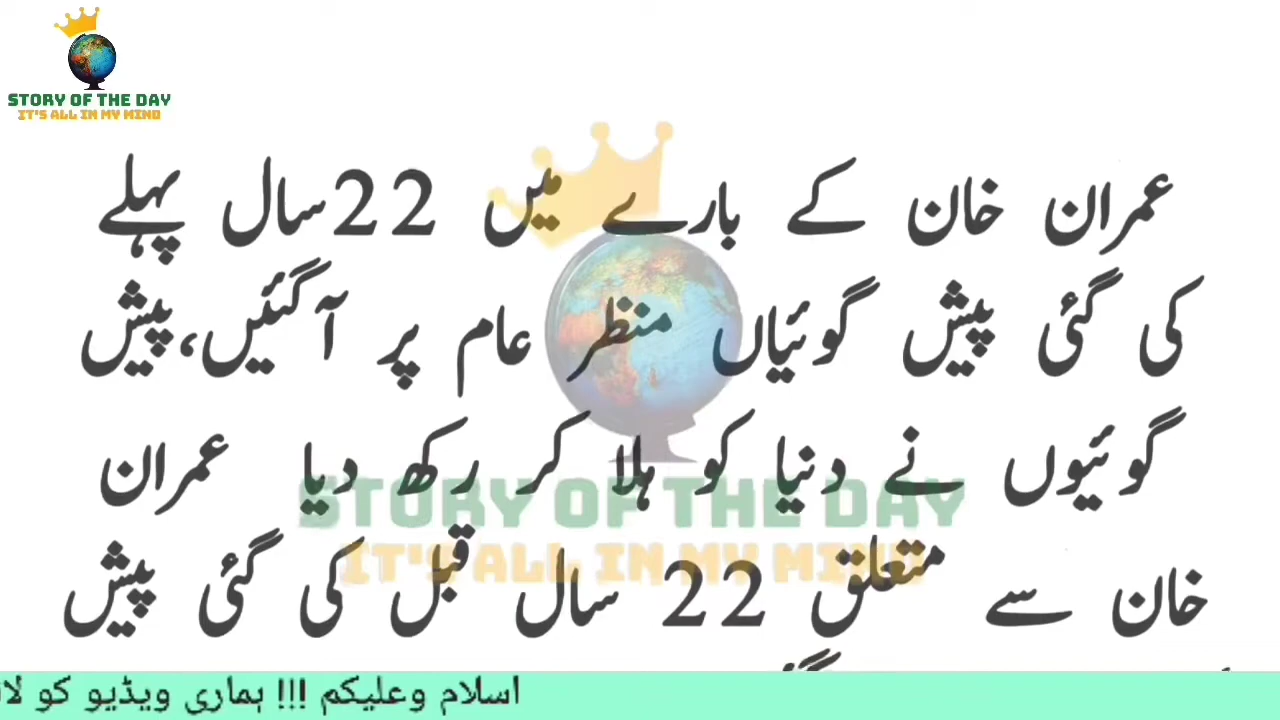 STORY OF THE DAY
IT'S ALL IN MY MIND
عمران خان کے بارے میں 22سال پہلے
کی گئی پیش گوئیاں منظر عام پر آگئیں،پیش
گوئیوں نے دنیا کو ہلا کر رکھ دیا عمران
خان سے متعلق 22 سال قبل کی گئی پیش
STORY OF THE DAY
IT'S ALL IN MY MIND
اسلام وعلیکم !!! ہماری ویڈیو کو